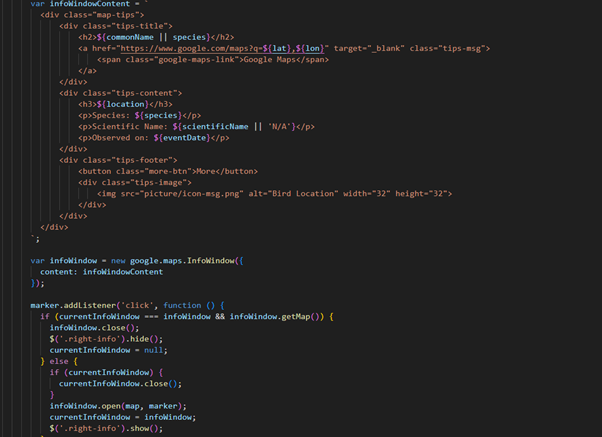 var infoWindowContent = `
<div class="map-tips">
<div class="tips-title">
<h2>${commonName || species}</h2>
<a href="https://www.google.com/maps?q=${lat},${lon}" target="_blank" class="tips-msg">
<span class="google-maps-link">Google Maps</span>
</a>
</div>
<div class="tips-content">
<h3>${location}</h3>
<p>Species: ${species}</p>
<p>Scientific Name: ${scientificName || 'N/A'}</p>
<p>Observed on: ${eventDate}</p>
</div>
<div class="tips-footer">
<button class="more-btn">More</button>
<div class="tips-image">
<img src="picture/icon-msg.png" alt="Bird Location" width="32" height="32">
</div>
</div>
</div>
`;
var infoWindow = new google.maps.InfoWindow({
content: infoWindowContent
});
marker.addListener('click', function () {
if (currentInfoWindow === infoWindow && infoWindow.getMap()) {
infoWindow.close();
$('.right-info').hide();
currentInfoWindow = null;
} else {
if (currentInfoWindow) {
currentInfoWindow.close();
}
infoWindow.open(map, marker);
currentInfoWindow = infoWindow;
$('.right-info').show();